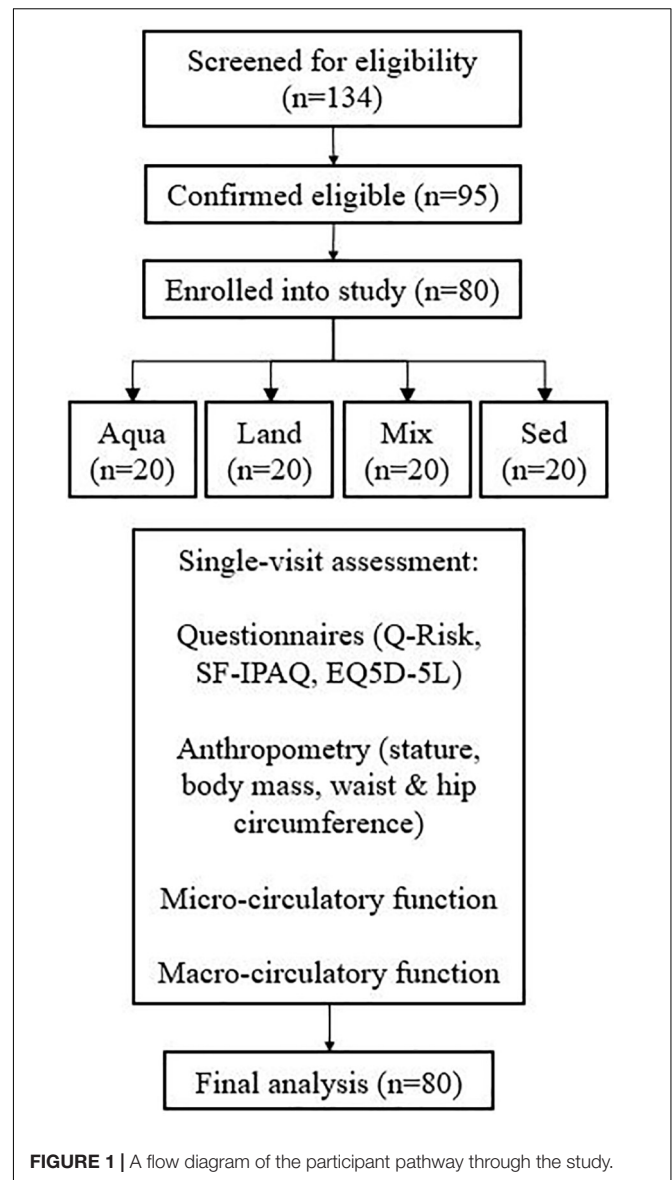 Screened for eligibility
(n=134)
Confirmed eligible (n=95)
Enrolled into study (n=80)
Aqua
(n=20)
Land
(n=20)
Mix
(n=20)
Sed
(n=20)
Single-visit assessment:
Questionnaires (Q-Risk,
SF-IPAQ, EQ5D-5L)
Anthropometry (stature,
body mass, waist & hip
circumference)
Micro-circulatory function
Macro-circulatory function
Final analysis (n=80)
FIGURE 1 | A flow diagram of the participant pathway through the study.